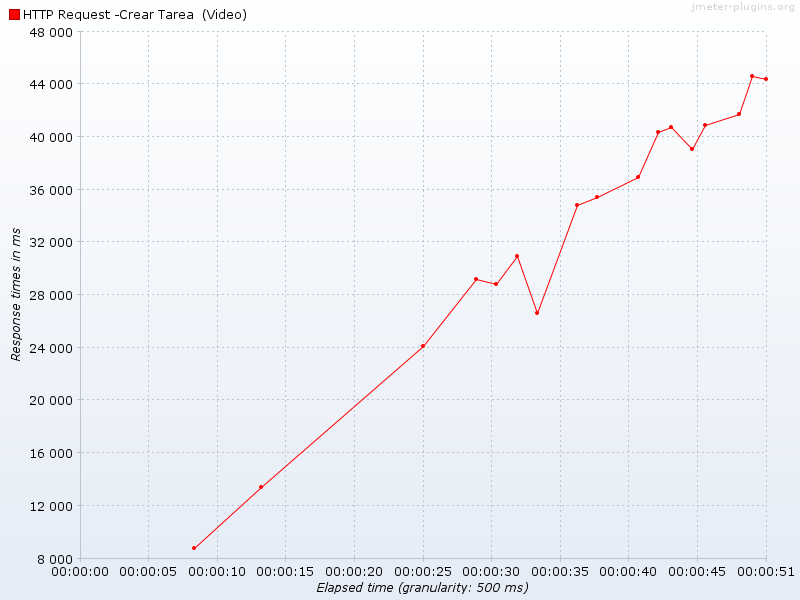 jmeter-plugins.org
HTTP Request -Crear Tarea  (Video)
48 000
44 000
40 000
36 000
32 000
28 000
24 000
20 000
16 000
12 000
8 000
Response times in ms
00:00:00 00:00:05 00:00:10 00:00:15 00:00:20 00:00:25 00:00:30 00:00:35 00:00:40 00:00:45 00:00:51
Elapsed time (granularity: 500 ms)